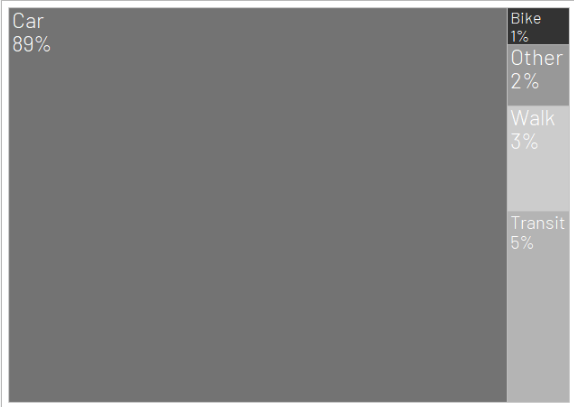 Car
89%
Bike
1%
Other
2%
Walk
3%
Transit
5%